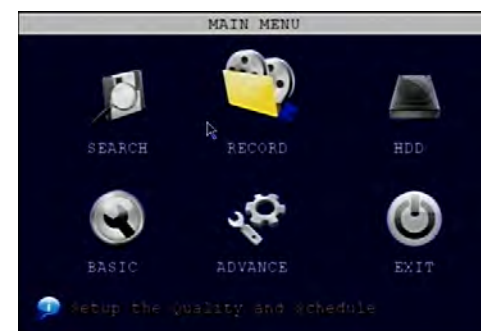 MAIN MENU
SEARCH RECORD HDD
BASIC ADVANCE EXIT
Setup the Quality and Schedule